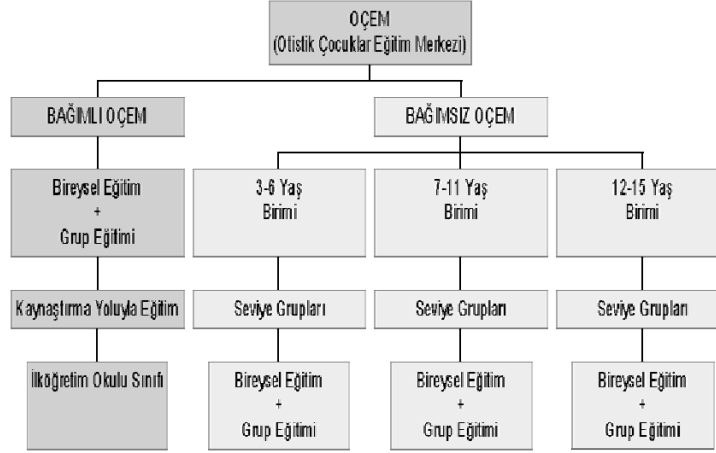 OÇEM
(Otistik Çocuklar Eğitim Merkezi)
BAĞIMLI OÇEM
BAĞIMSIZ OÇEM
Bireysel Eğitim
+
Grup Eğitimi
3-6 Yaş
Birimi
7-11 Yaş
Birimi
12-15 Yaş
Birimi
Kaynaştırma Yoluyla Eğitim
Seviye Grupları
Seviye Grupları
Seviye Grupları
İlköğretim Okulu Sınıfı
Bireysel Eğitim
+
Grup Eğitimi
Bireysel Eğitim
+
Grup Eğitimi
Bireysel Eğitim
+
Grup Eğitimi